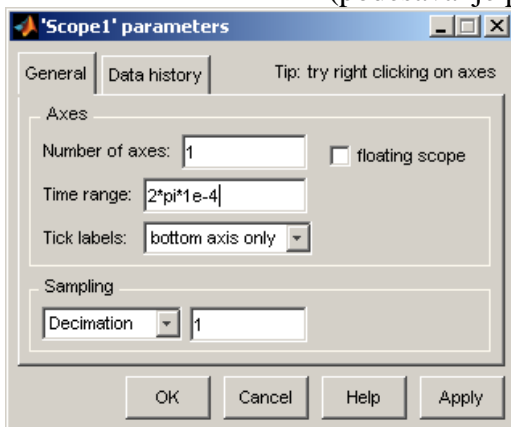 'Scope1' parameters
General Data history Tip: try right clicking on axes
Axes
Number of axes: 1 floating scope
Time range: 2*pi*1e-4
Tick labels: bottom axis only
Sampling
Decimation 1
OK Cancel Help Apply